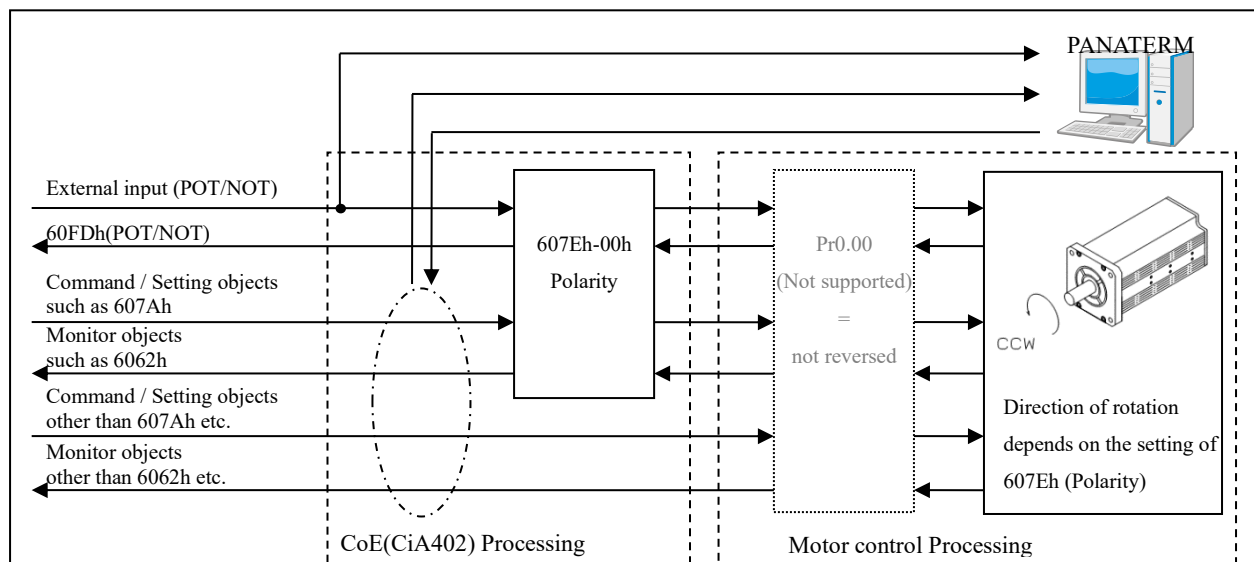 PANATERM
External input (POT/NOT)
60FDh(POT/NOT)
Command / Setting objects
such as 607Ah
Monitor objects
such as 6062h
Command / Setting objects
other than 607Ah etc.
Monitor objects
other than 6062h etc.
607Eh-00h
Polarity
CoE(CiA402) Processing
Pr0.00
(Not supported)
=
not reversed
CCW
Direction of rotation
depends on the setting of
607Eh (Polarity)
Motor control Processing